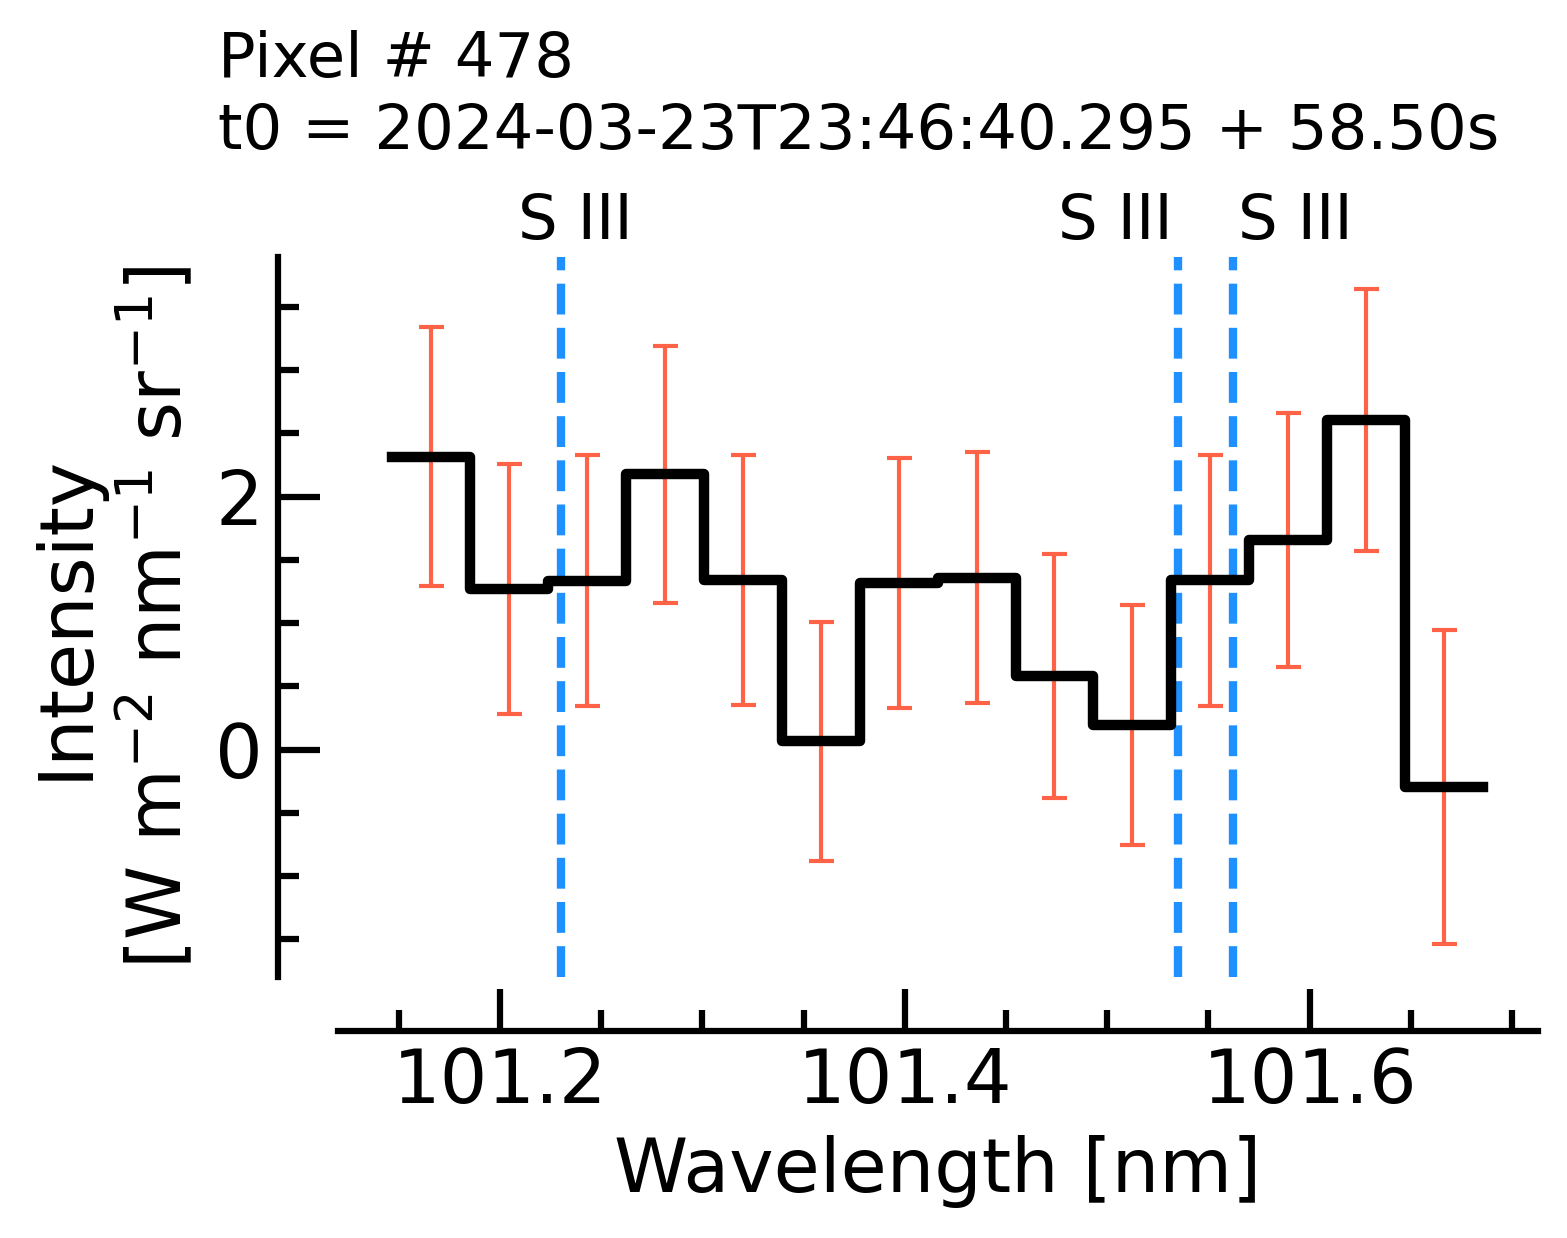 Pixel # 478
t0 = 2024-03-23T23:46:40.295 + 58.50s
S III S III S III
Intensity
[W m⁻² nm⁻¹ sr⁻¹]
2
0
101.2 101.4 101.6
Wavelength [nm]